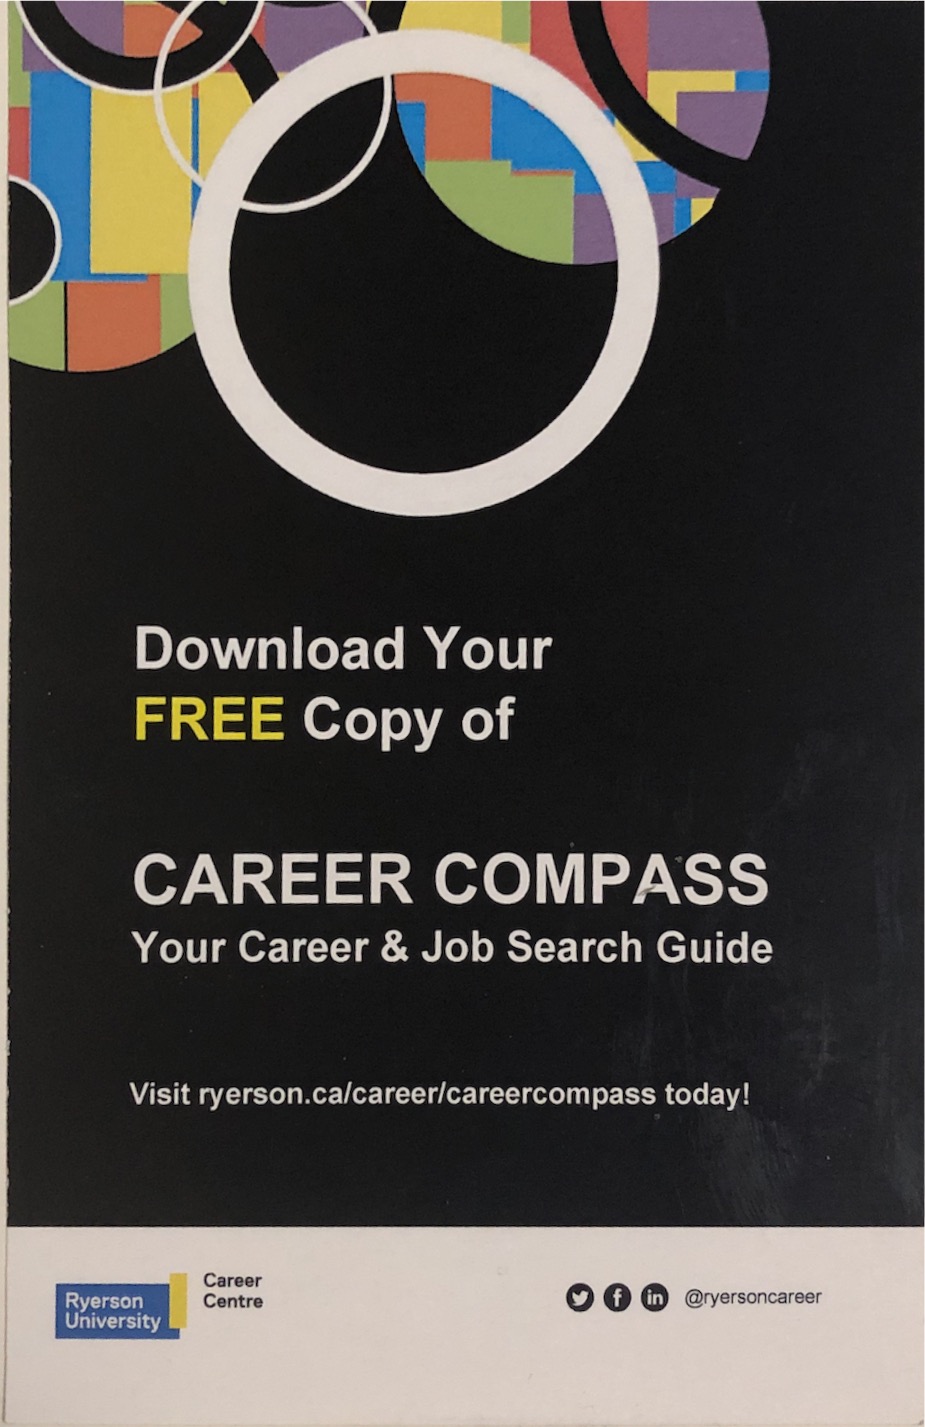 Download Your
FREE Copy of
CAREER COMPASS
Your Career & Job Search Guide
Visit ryerson.ca/career/careercompass today!
Ryerson
University
Career
Centre
@ryersoncareer